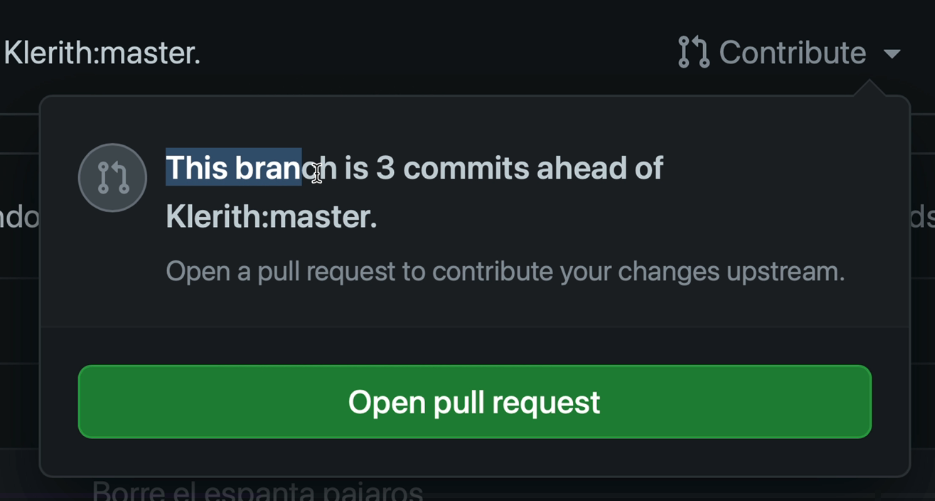 Klerith:master.
Contribute
This branch is 3 commits ahead of
Klerith:master.
Open a pull request to contribute your changes upstream.
Open pull request
Borre el espanta pajaros